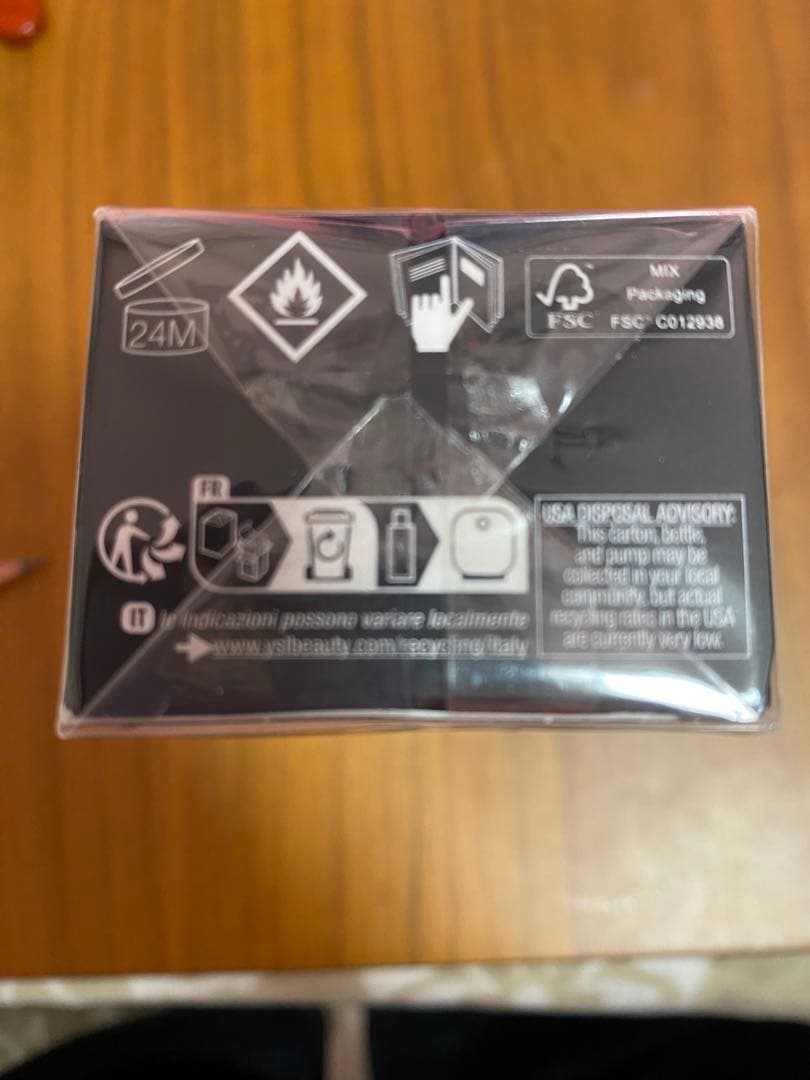 24M
FSC™
MIX
Packaging
FSC® C012938
FR
USA DISPOSAL ADVISORY:
This carton, bottle,
and pump may be
collected in your local
community, but actual
recycling rates in the USA
are currently very low.
IT le indicazioni possono variare localmente
www.yslbeauty.com/recycling/italy